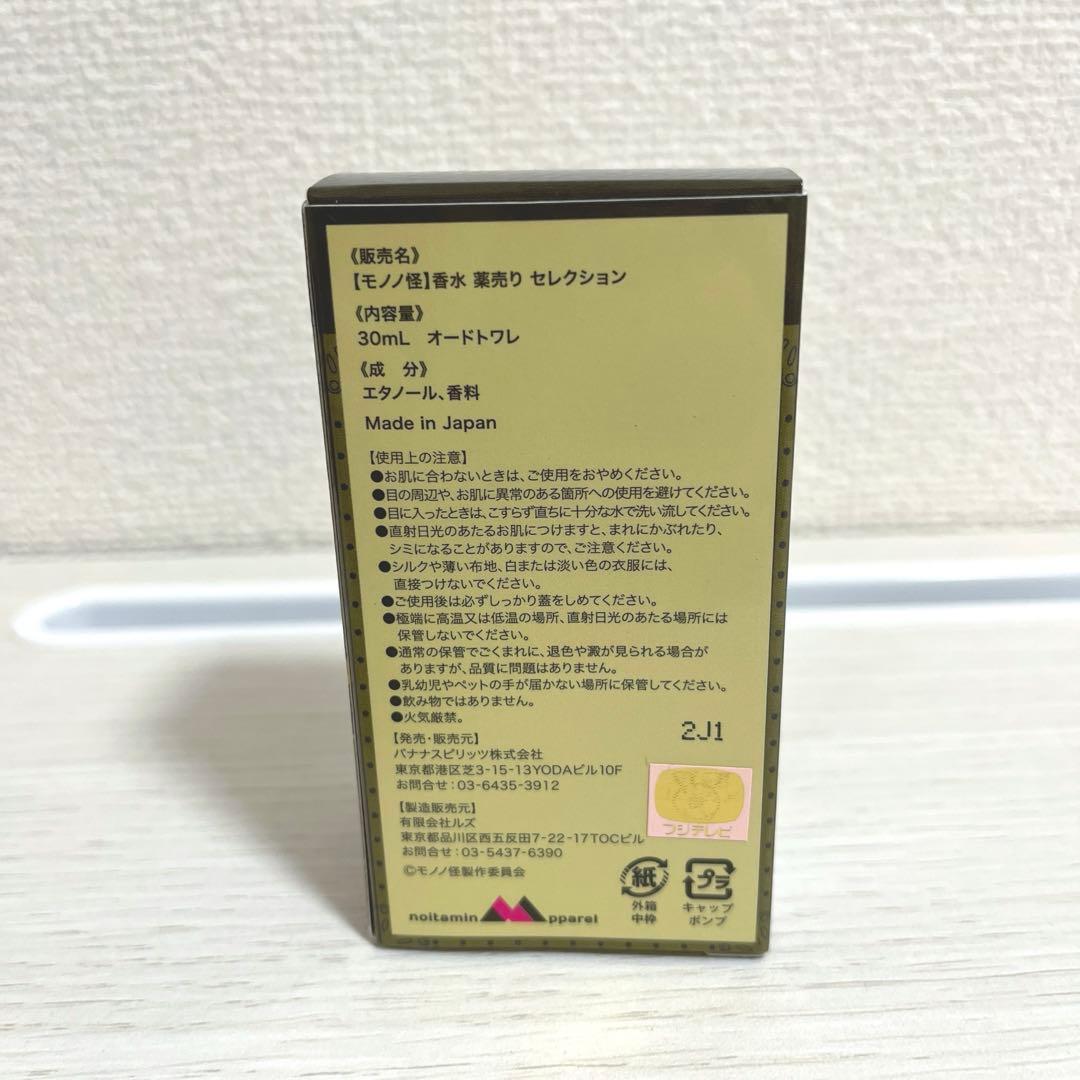 《販売名》
【モノノ怪】香水 薬売り セレクション
《内容量》
30mL オードトワレ
《成 分》
エタノール、香料
Made in Japan
【使用上の注意】
●お肌に合わないときは、ご使用をおやめください。
●目の周辺や、お肌に異常のある箇所への使用を避けてください。
●目に入ったときは、こすらず直ちに十分な水で洗い流してください。
●直射日光のあたるお肌につけますと、まれにかぶれたり、
シミになることがありますので、ご注意ください。
●シルクや薄い布地、白または淡い色の衣服には、
直接つけないでください。
●ご使用後は必ずしっかり蓋をしめてください。
●極端に高温又は低温の場所、直射日光のあたる場所には
保管しないでください。
●通常の保管でごくまれに、退色や澱が見られる場合が
ありますが、品質に問題はありません。
●乳幼児やペットの手が届かない場所に保管してください。
●飲み物ではありません。
●火気厳禁。
2J1
【発売・販売元】
バナナスピリッツ株式会社
東京都港区芝3-15-13YODAビル10F
お問合せ：03-6435-3912
【製造販売元】
有限会社ルズ
東京都品川区西五反田7-22-17TOCビル
お問合せ：03-5437-6390
©モノノ怪製作委員会
フジテレビ
紙
外箱
中枠
プラ
キャップ
ポンプ
noitamin Apparel